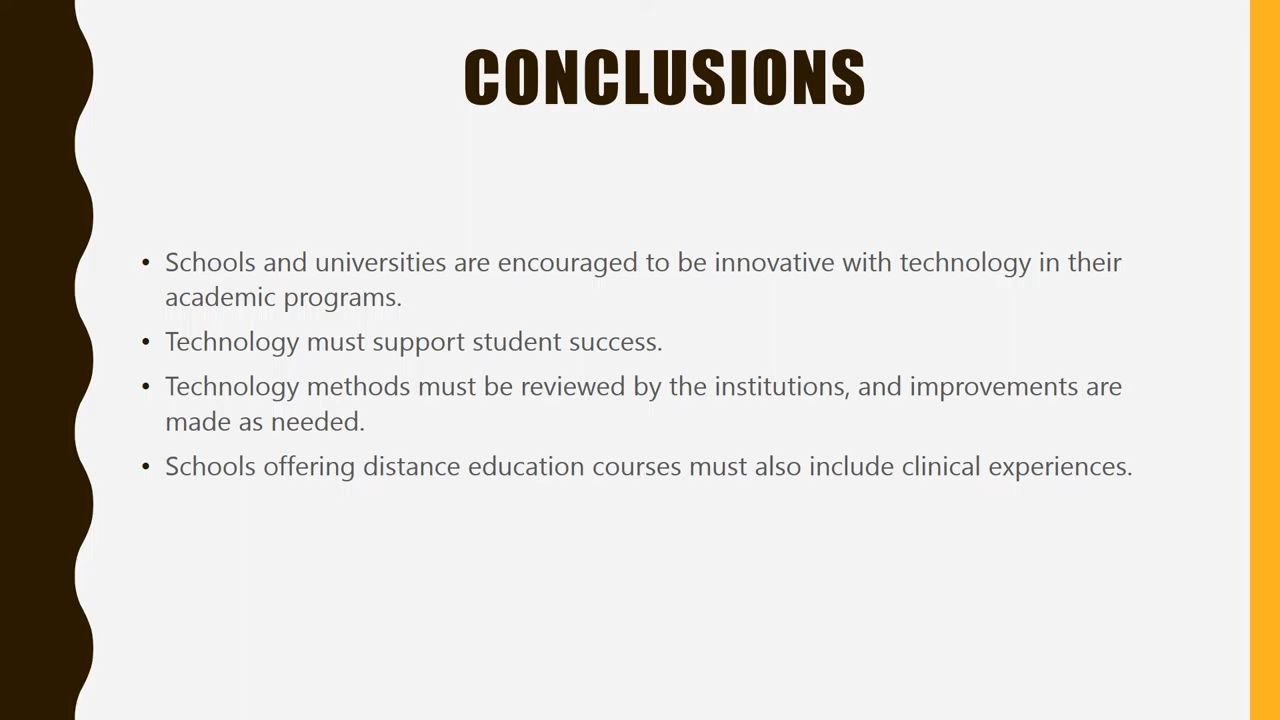 CONCLUSIONS
• Schools and universities are encouraged to be innovative with technology in their
academic programs.
• Technology must support student success.
• Technology methods must be reviewed by the institutions, and improvements are
made as needed.
• Schools offering distance education courses must also include clinical experiences.